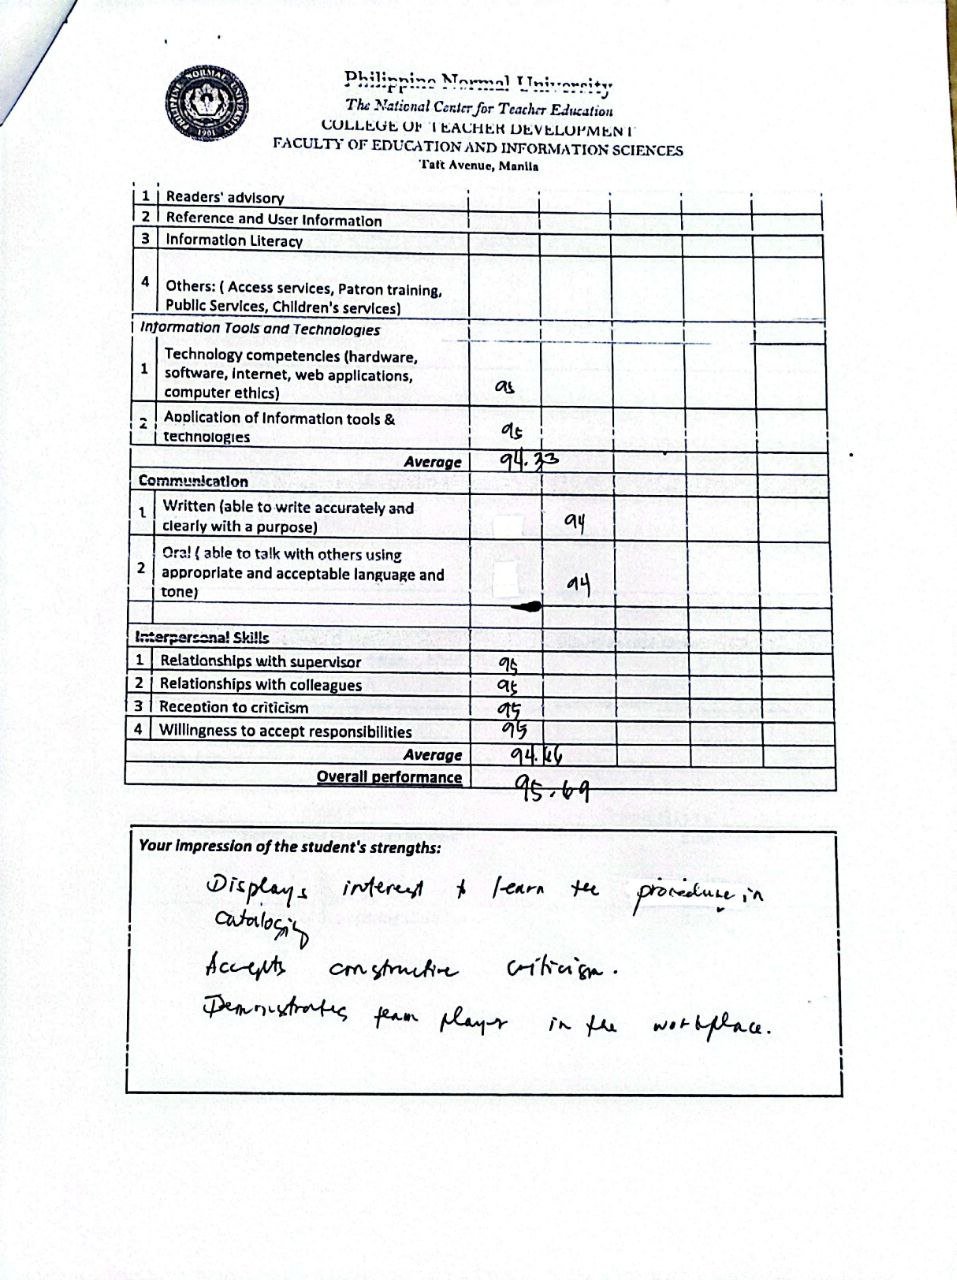 Philippine Normal University
The National Center for Teacher Education
COLLEGE OF TEACHER DEVELOPMENT
FACULTY OF EDUCATION AND INFORMATION SCIENCES
Taft Avenue, Manila
PHILIPPINE NORMAL UNIVERSITY
1901
1 Readers' advisory
2 Reference and User Information
3 Information Literacy
4 Others: ( Access services, Patron training,
Public Services, Children's services)
Information Tools and Technologies
Technology competencies (hardware,
1 software, internet, web applications, 95
computer ethics)
2 Application of Information tools & 95
technologies
Average 94.33
Communication
1 Written (able to write accurately and 94
clearly with a purpose)
Oral ( able to talk with others using
2 appropriate and acceptable language and 94
tone)
Interpersonal Skills
1 Relationships with supervisor 95
2 Relationships with colleagues 95
3 Reception to criticism 95
4 Willingness to accept responsibilities 95
Average 94.66
Overall performance 95.69
Your impression of the student's strengths:
Displays interest to learn the procedure in
cataloging
Accepts constructive criticism.
Demonstrates team player in the workplace.